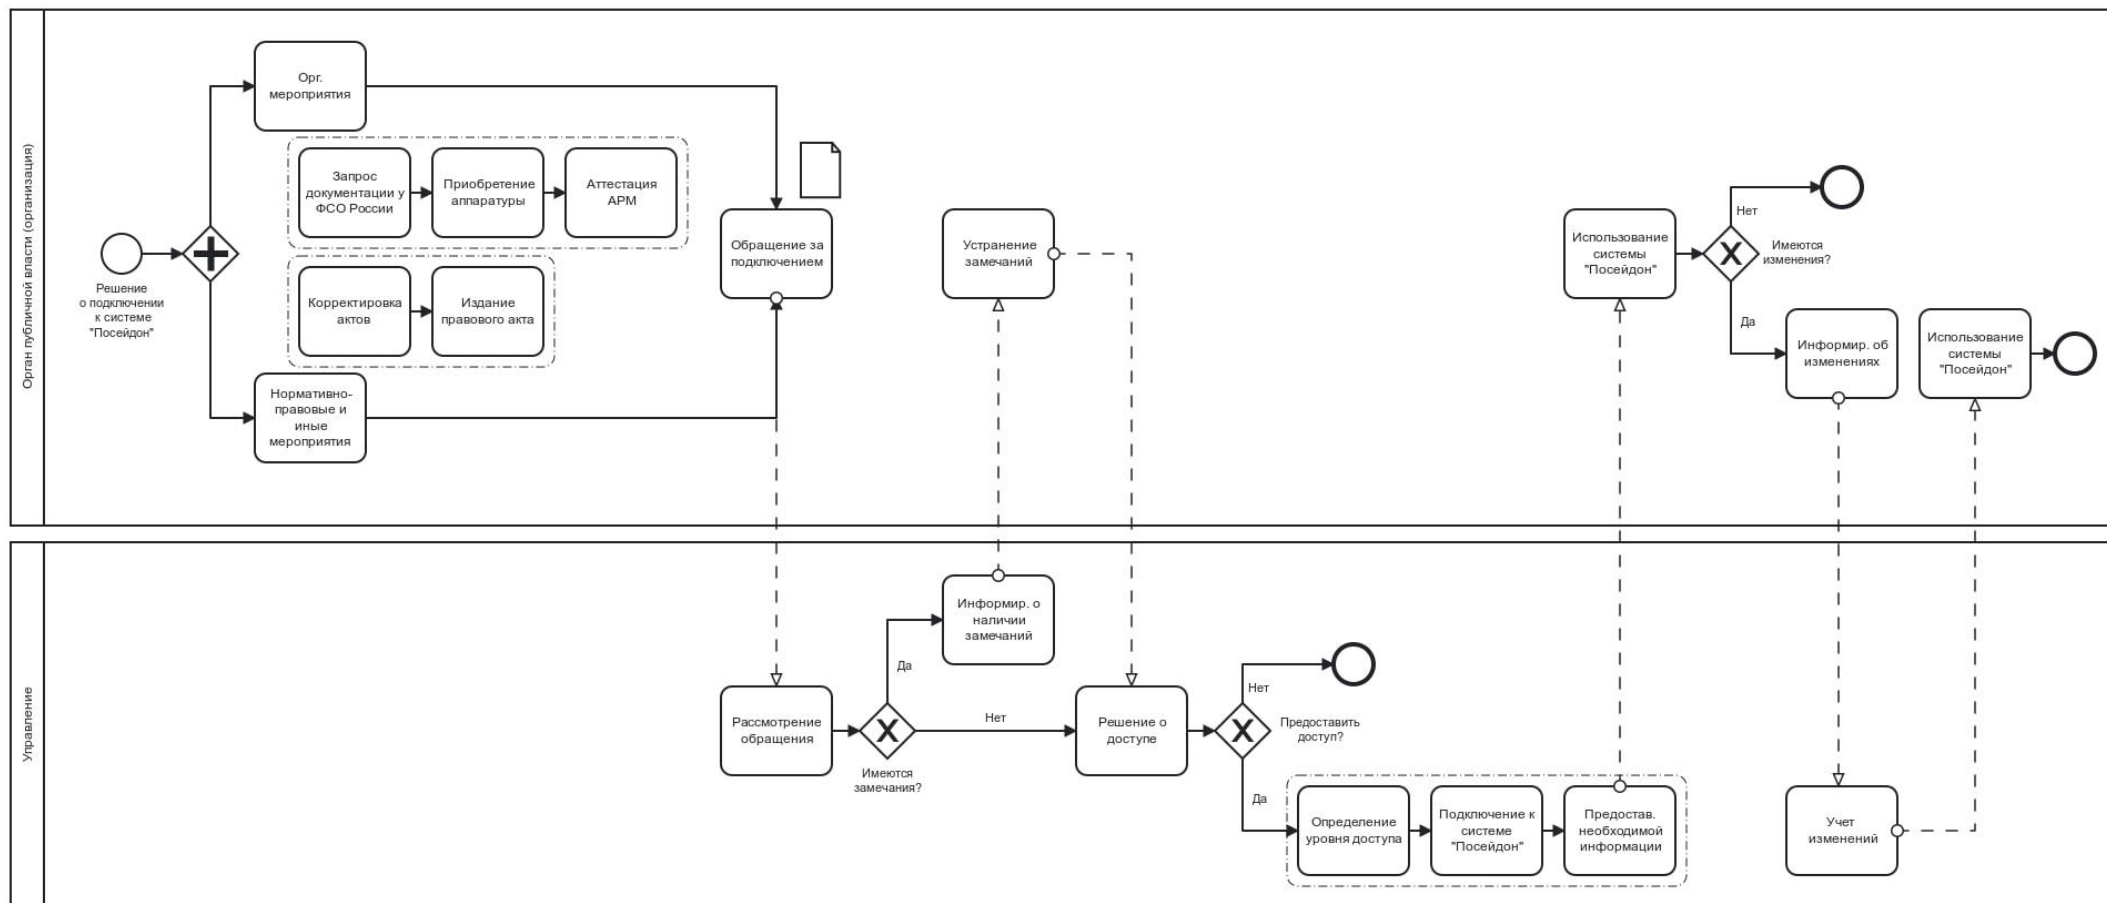 Орган публичной власти (организация)
Решение
о подключении
к системе
"Посейдон"
Орг.
мероприятия
Запрос
документации у
ФСО России
Приобретение
аппаратуры
Аттестация
АРМ
Корректировка
актов
Издание
правового акта
Нормативно-
правовые и
иные
мероприятия
Обращение за
подключением
Устранение
замечаний
Использование
системы
"Посейдон"
Нет
Имеются
изменения?
Да
Информир. об
изменениях
Использование
системы
"Посейдон"
Управление
Рассмотрение
обращения
Имеются
замечания?
Да
Информир. о
наличии
замечаний
Нет
Решение о
доступе
Нет
Предоставить
доступ?
Да
Определение
уровня доступа
Подключение к
системе
"Посейдон"
Предостав.
необходимой
информации
Учет
изменений